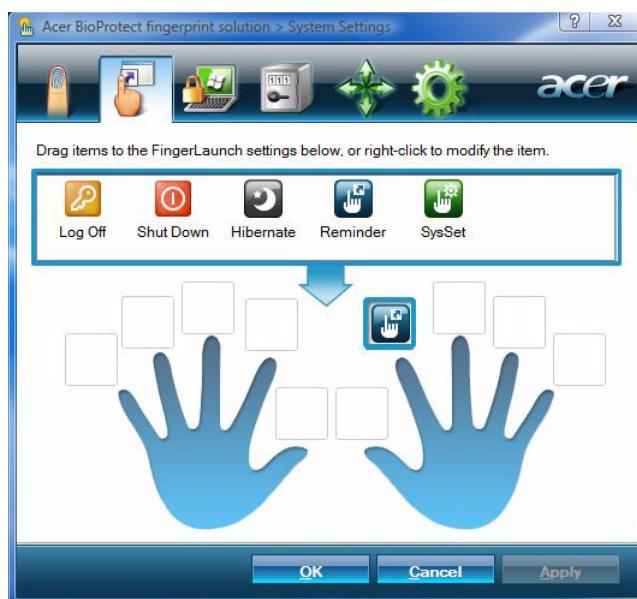 Acer BioProtect fingerprint solution > System Settings
acer
Drag items to the FingerLaunch settings below, or right-click to modify the item.
Log Off Shut Down Hibernate Reminder SysSet
OK Cancel Apply